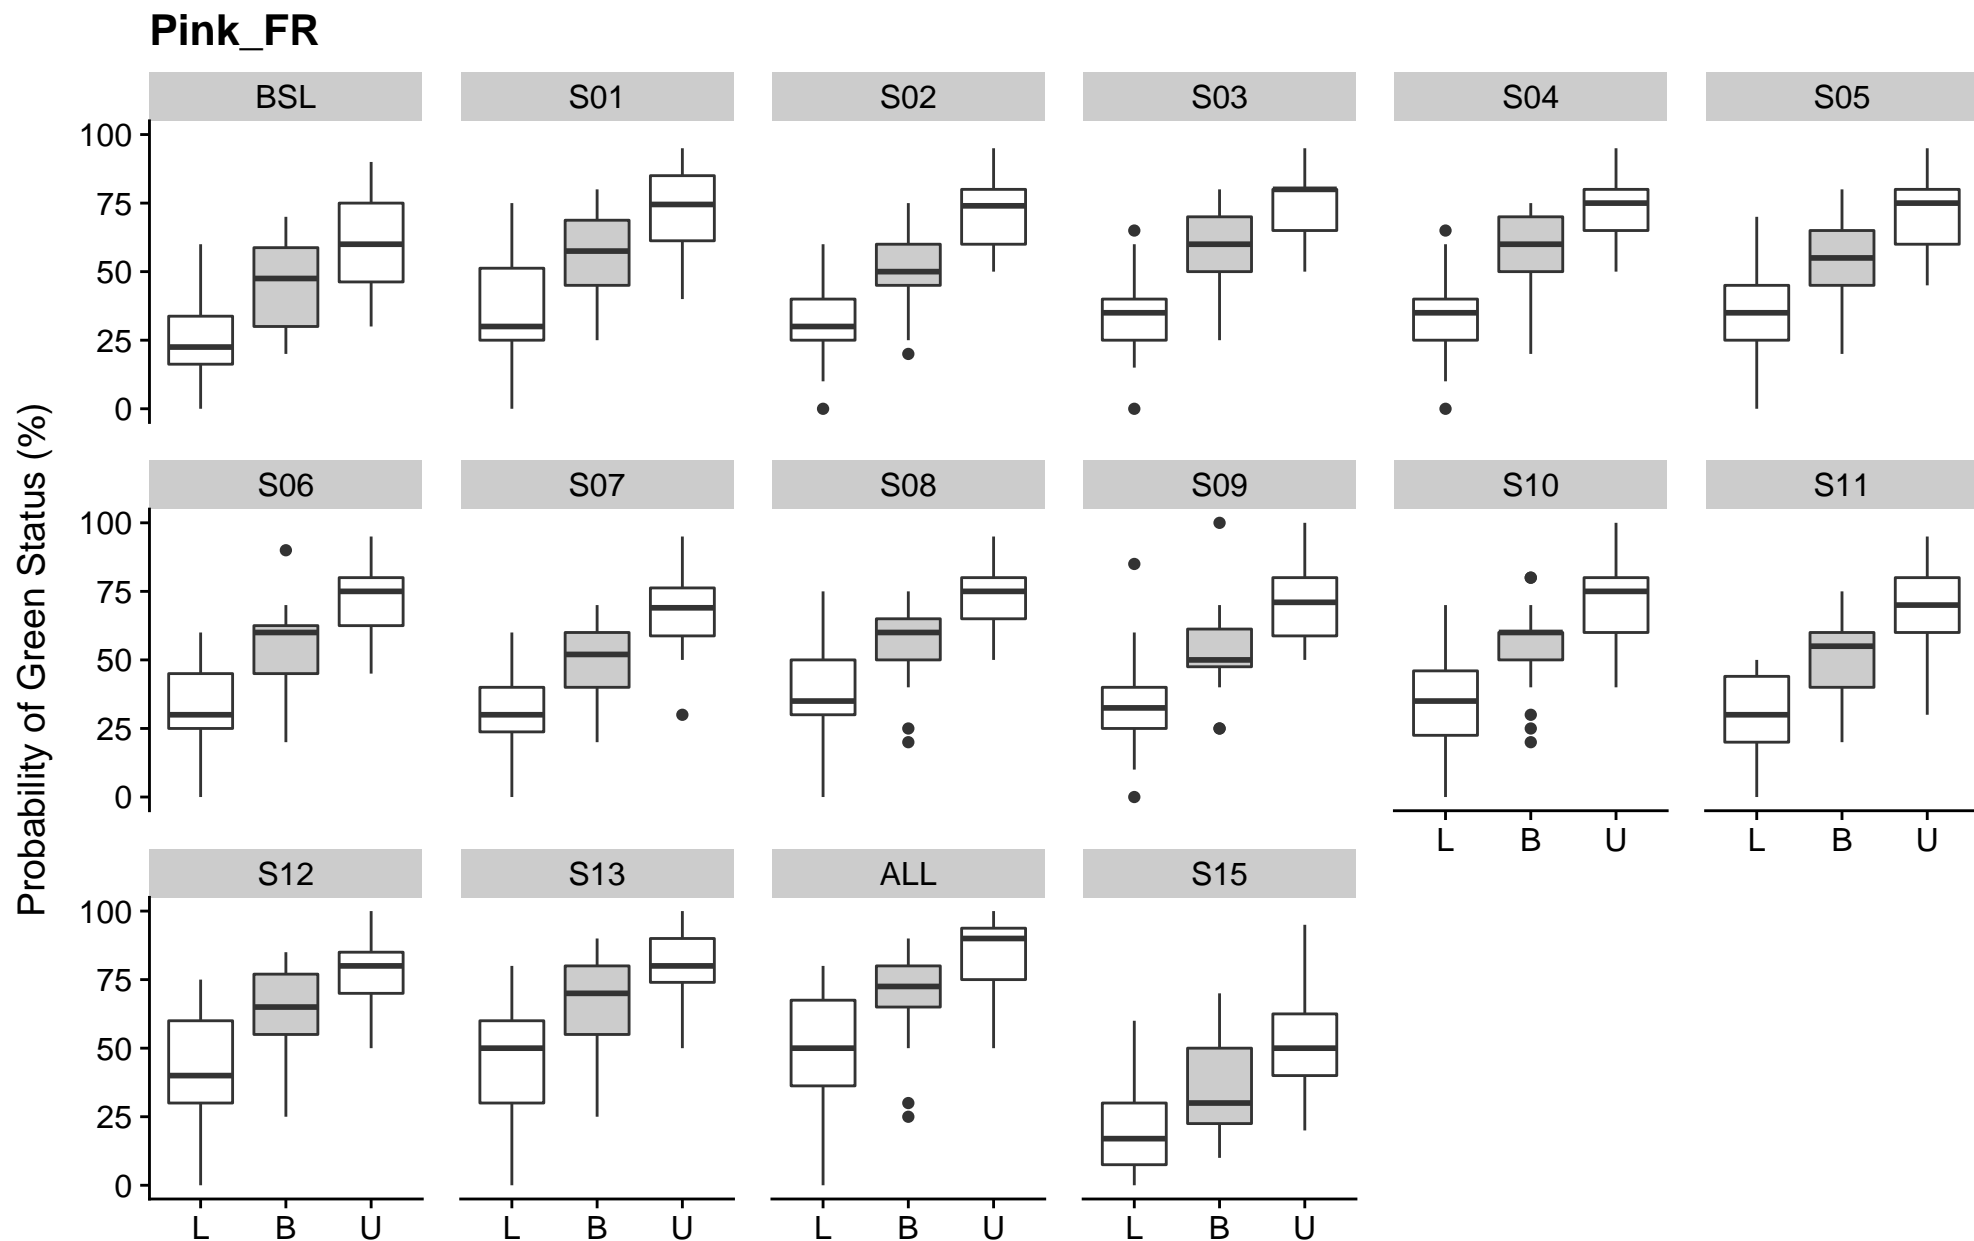 Pink_FR
BSL S01 S02 S03 S04 S05
100
75
50
25
0
S06 S07 S08 S09 S10 S11
100
75
50
25
0
L B U L B U
S12 S13 ALL S15
100
75
50
25
0
L B U L B U L B U L B U
Probability of Green Status (%)